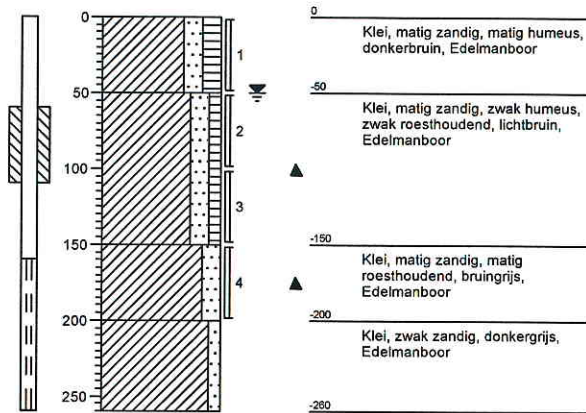 0
50
100
150
200
250
1
2
3
4
0
Klei, matig zandig, matig humeus,
donkerbruin, Edelmanboor
-50
Klei, matig zandig, zwak humeus,
zwak roesthoudend, lichtbruin,
Edelmanboor
-150
Klei, matig zandig, matig
roesthoudend, bruingrijs,
Edelmanboor
-200
Klei, zwak zandig, donkergrijs,
Edelmanboor
-260